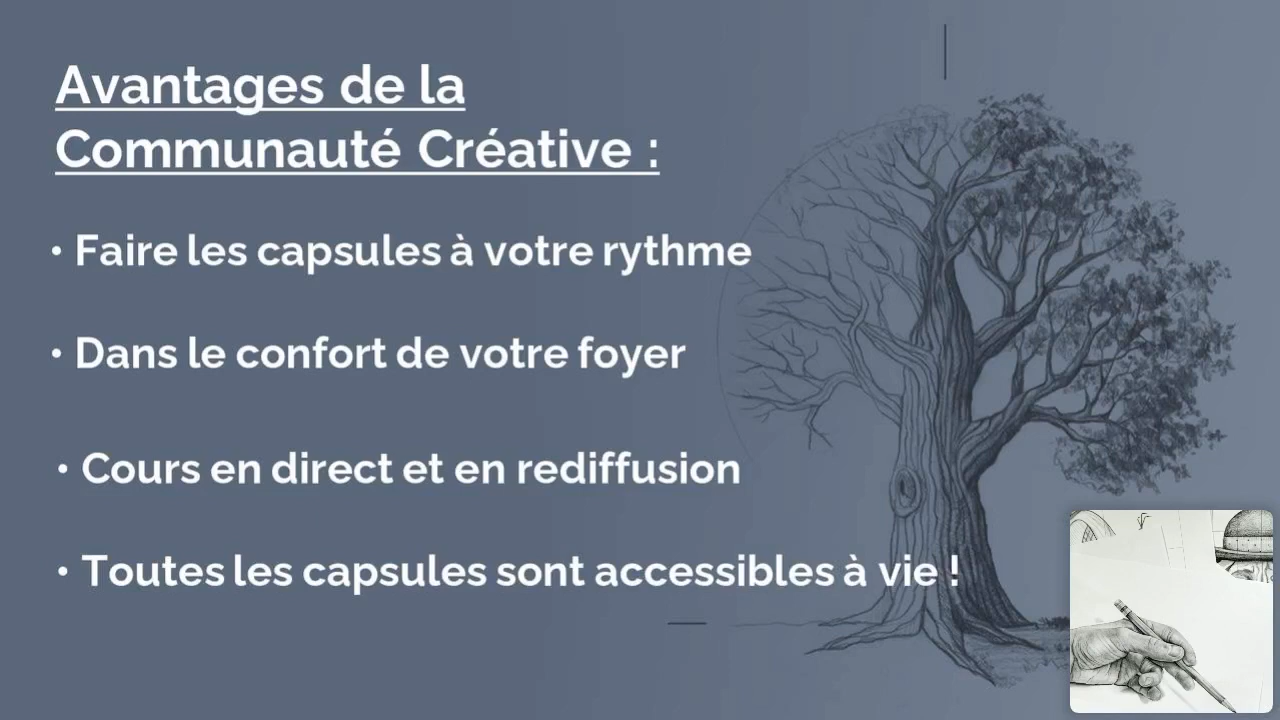 Avantages de la
Communauté Créative :
• Faire les capsules à votre rythme
• Dans le confort de votre foyer
• Cours en direct et en rediffusion
• Toutes les capsules sont accessibles à vie !